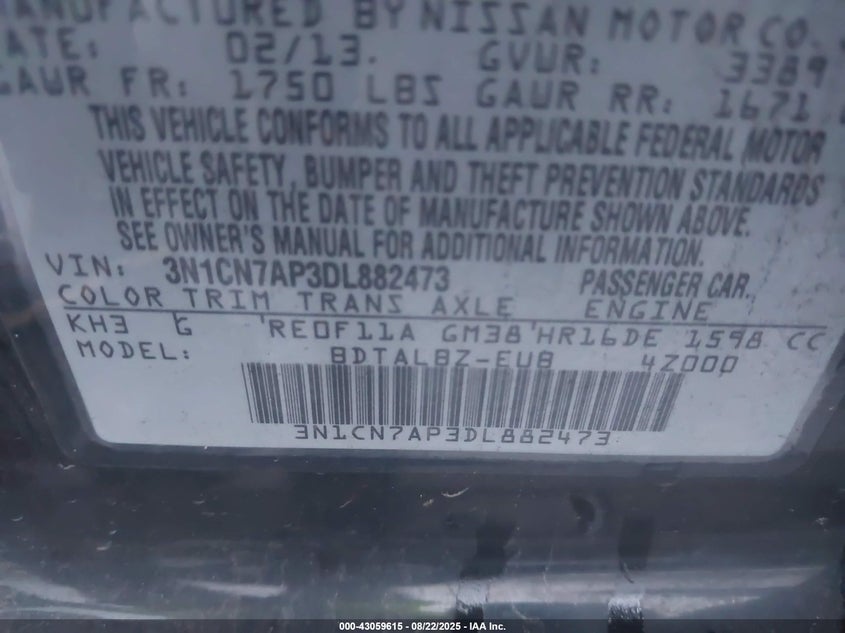 MANUFACTURED BY NISSAN MOTOR CO.
DATE: 02/13. GVWR: 3389
GAWR FR: 1750 LBS GAWR RR: 1671
THIS VEHICLE CONFORMS TO ALL APPLICABLE FEDERAL MOTOR
VEHICLE SAFETY, BUMPER AND THEFT PREVENTION STANDARDS
IN EFFECT ON THE DATE OF MANUFACTURE SHOWN ABOVE.
SEE OWNER'S MANUAL FOR ADDITIONAL INFORMATION.
VIN: 3N1CN7AP3DL882473 PASSENGER CAR.
COLOR TRIM TRANS AXLE ENGINE
KH3 G RE0F11A GM38 HR16DE 1598 CC
MODEL: BDTALBZ-EUB 4Z000
3N1CN7AP3DL882473
000-43059615 - 08/22/2025 - IAA Inc.